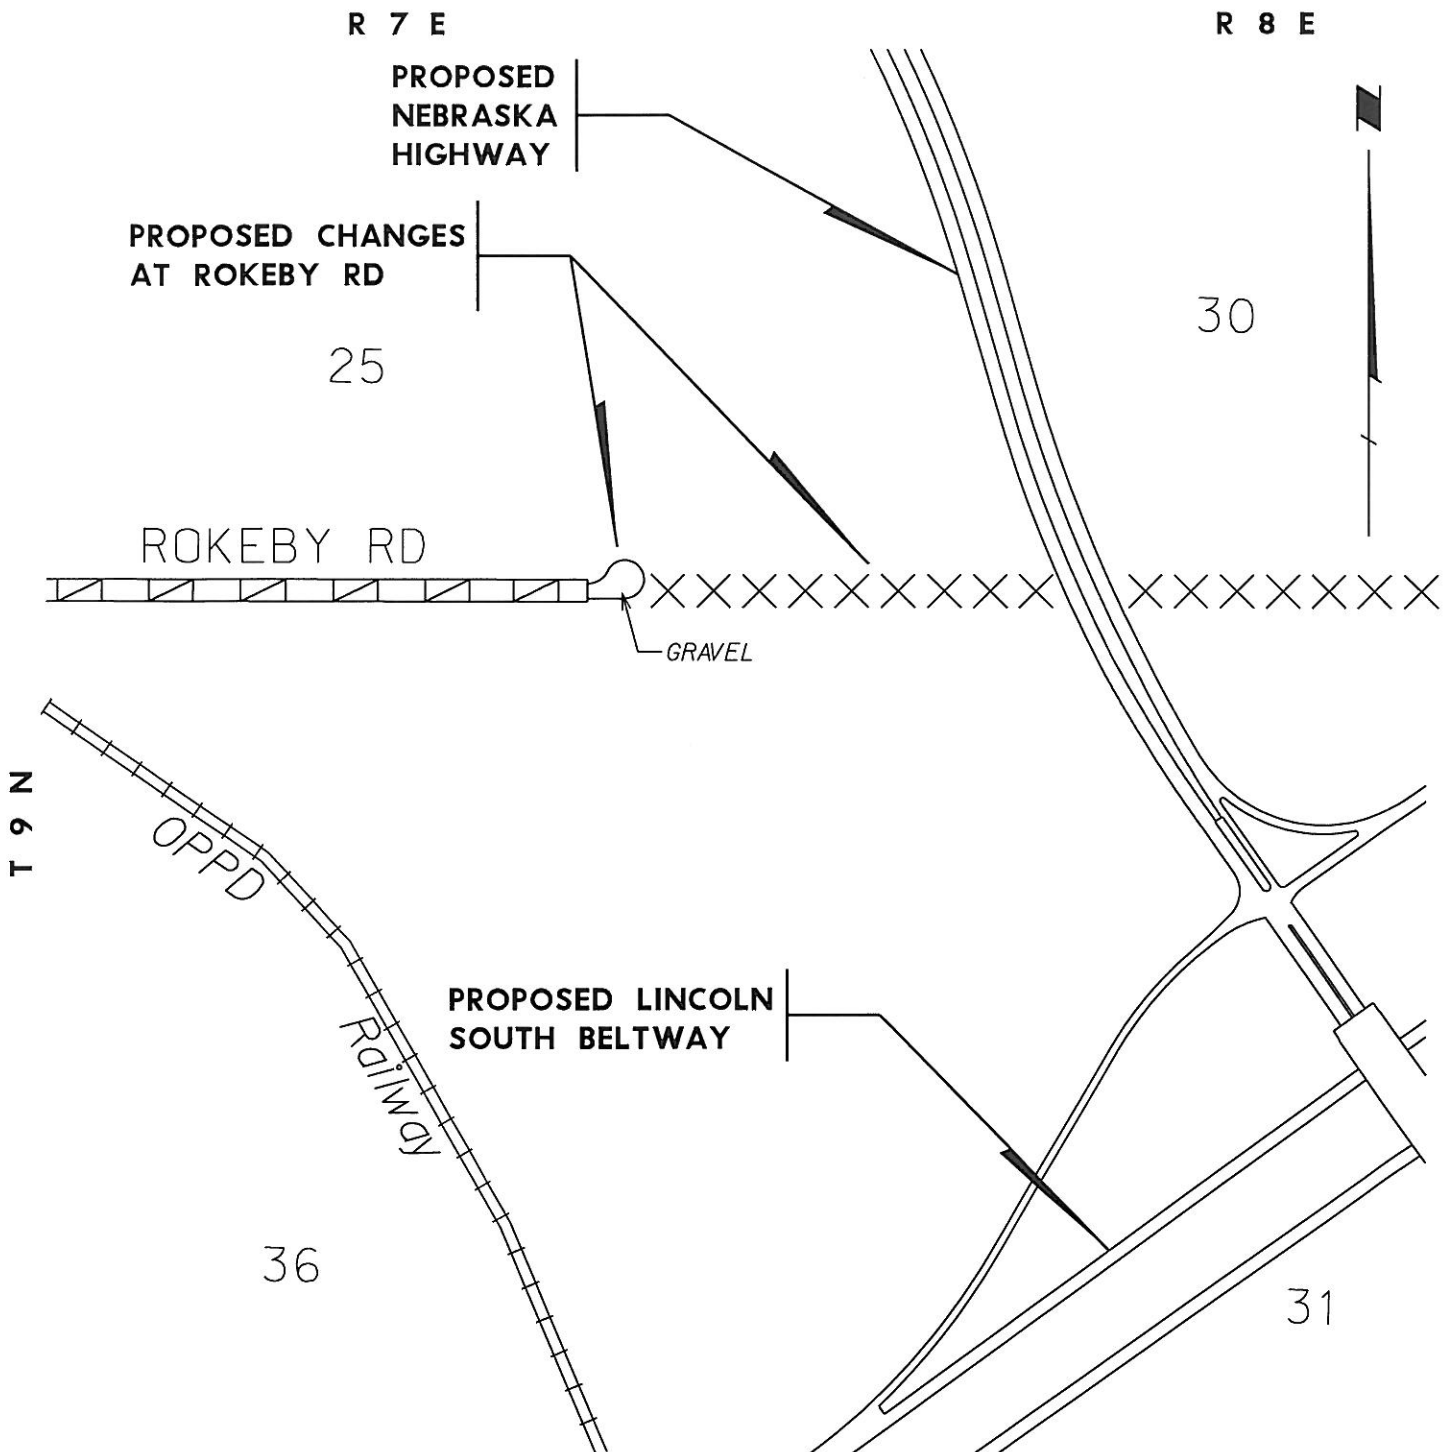 R 7 E
R 8 E
PROPOSED
NEBRASKA
HIGHWAY
PROPOSED CHANGES
AT ROKEBY RD
30
25
ROKEBY RD
GRAVEL
T 9 N
OPPD
Railway
PROPOSED LINCOLN
SOUTH BELTWAY
36
31
N